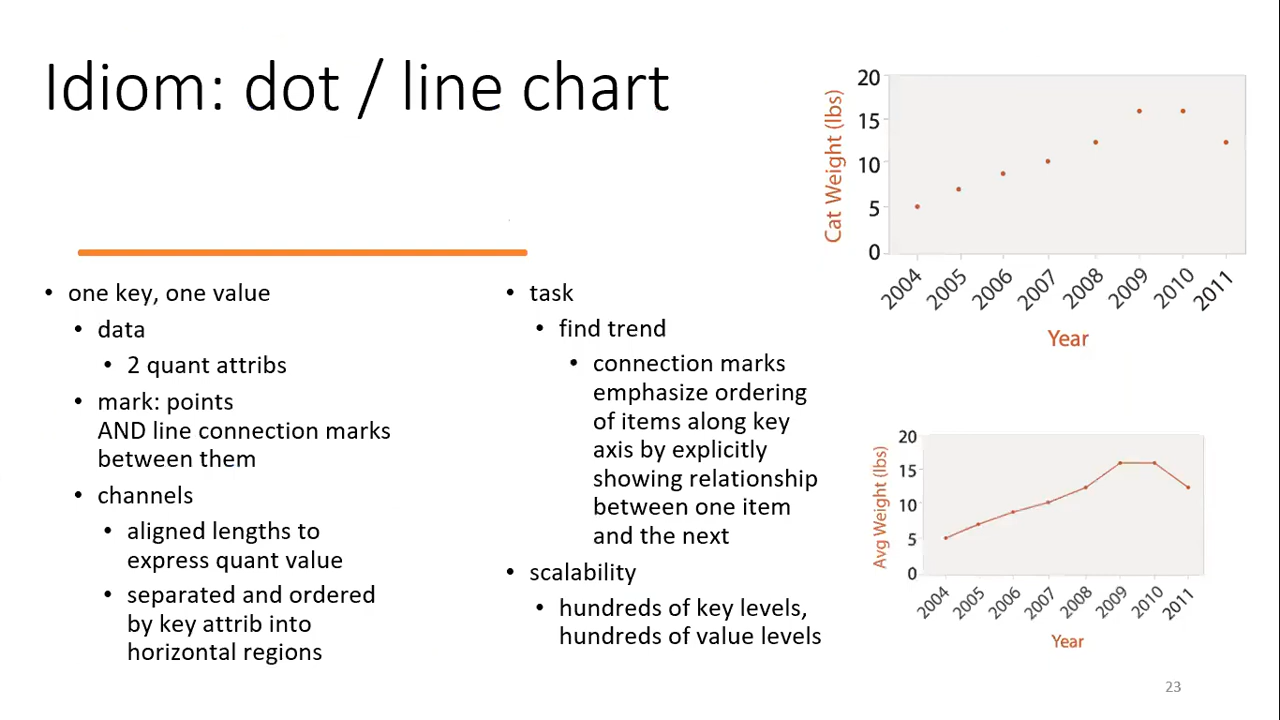 Idiom: dot / line chart
• one key, one value
• data
• 2 quant attribs
• mark: points
AND line connection marks
between them
• channels
• aligned lengths to
express quant value
• separated and ordered
by key attrib into
horizontal regions
• task
• find trend
• connection marks
emphasize ordering
of items along key
axis by explicitly
showing relationship
between one item
and the next
• scalability
• hundreds of key levels,
hundreds of value levels
Cat Weight (lbs)
20
15
10
5
0
2004
2005
2006
2007
2008
2009
2010
2011
Year
Avg Weight (lbs)
20
15
10
5
0
2004
2005
2006
2007
2008
2009
2010
2011
Year
23